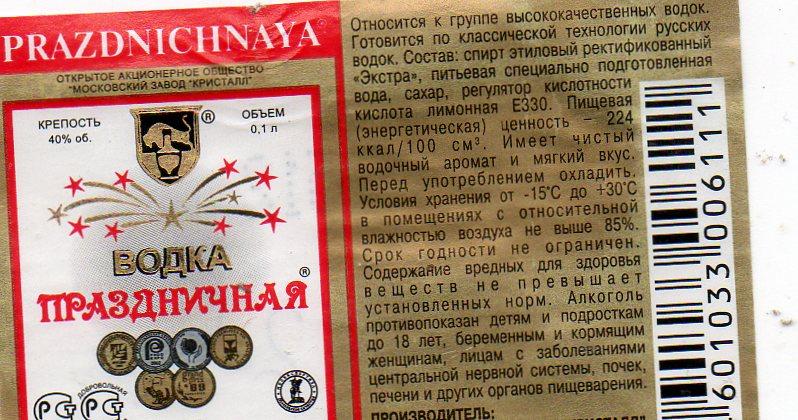 PRAZDNICHNAYA®
ОТКРЫТОЕ АКЦИОНЕРНОЕ ОБЩЕСТВО
"МОСКОВСКИЙ ЗАВОД "КРИСТАЛЛ"
КРЕПОСТЬ
40% об.
®
ОБЪЕМ
0,1 л
ВОДКА
ПРАЗДНИЧНАЯ®
ДОБРОВОЛЬНАЯ
Относится к группе высококачественных водок.
Готовится по классической технологии русских
водок. Состав: спирт этиловый ректификованный
«Экстра», питьевая специально подготовленная
вода, сахар, регулятор кислотности
кислота лимонная Е330. Пищевая
(энергетическая) ценность – 224
ккал/100 см³. Имеет чистый
водочный аромат и мягкий вкус.
Перед употреблением охладить.
Условия хранения от -15°С до +30°С
в помещениях с относительной
влажностью воздуха не выше 85%.
Срок годности не ограничен.
Содержание вредных для здоровья
веществ не превышает
установленных норм. Алкоголь
противопоказан детям и подросткам
до 18 лет, беременным и кормящим
женщинам, лицам с заболеваниями
центральной нервной системы, почек,
печени и других органов пищеварения.
ПРОИЗВОДИТЕЛЬ:
601033 006111